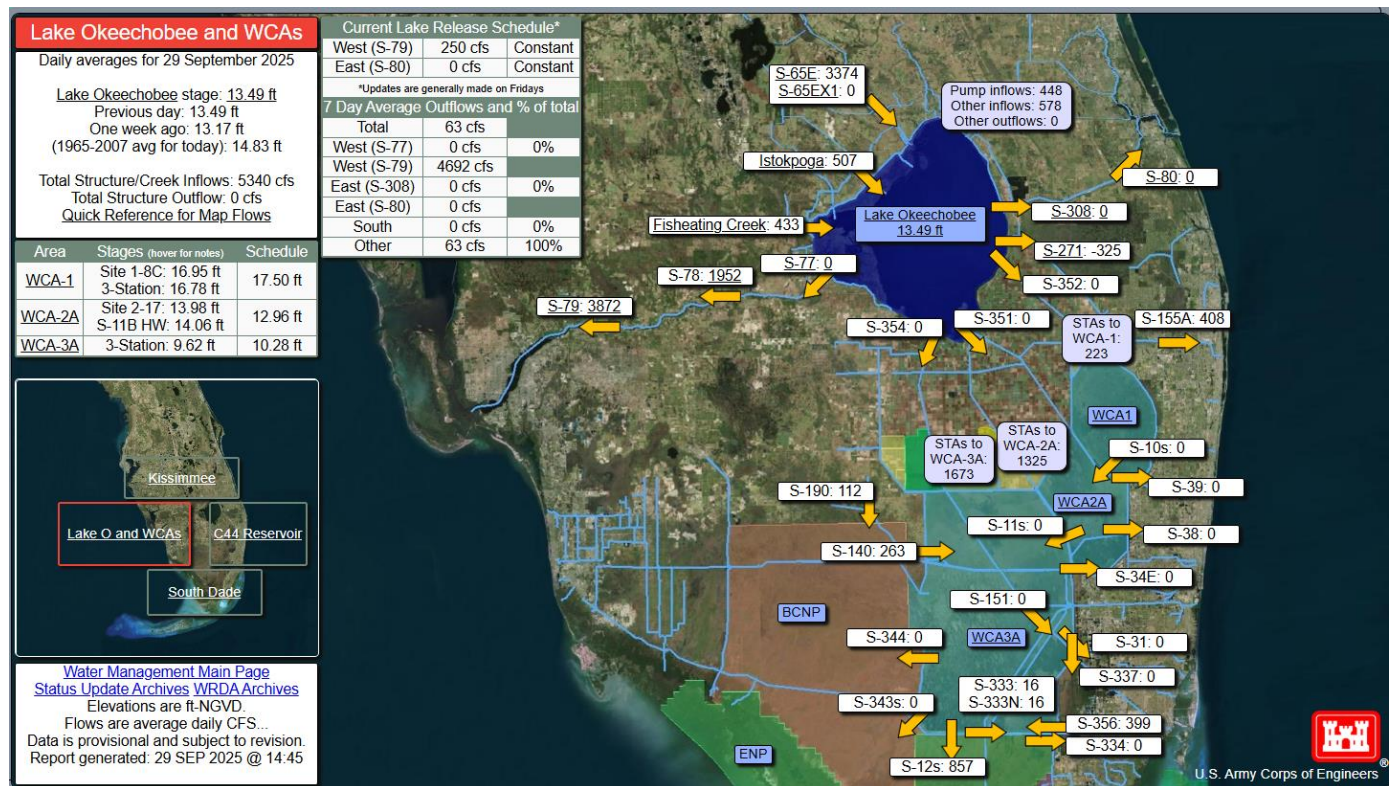 Lake Okeechobee and WCAs
Daily averages for 29 September 2025
Lake Okeechobee stage: 13.49 ft
Previous day: 13.49 ft
One week ago: 13.17 ft
(1965-2007 avg for today): 14.83 ft
Total Structure/Creek Inflows: 5340 cfs
Total Structure Outflow: 0 cfs
Quick Reference for Map Flows
Area Stages (hover for notes) Schedule
WCA-1 Site 1-8C: 16.95 ft 17.50 ft
3-Station: 16.78 ft
WCA-2A Site 2-17: 13.98 ft 12.96 ft
S-11B HW: 14.06 ft
WCA-3A 3-Station: 9.62 ft 10.28 ft
Current Lake Release Schedule*
West (S-79) 250 cfs Constant
East (S-80) 0 cfs Constant
*Updates are generally made on Fridays
7 Day Average Outflows and % of total
Total 63 cfs
West (S-77) 0 cfs 0%
West (S-79) 4692 cfs
East (S-308) 0 cfs 0%
East (S-80) 0 cfs
South 0 cfs 0%
Other 63 cfs 100%
S-65E: 3374
S-65EX1: 0
Pump inflows: 448
Other inflows: 578
Other outflows: 0
Istokpoga: 507
S-80: 0
Fisheating Creek: 433
Lake Okeechobee
13.49 ft
S-308: 0
S-271: -325
S-77: 0
S-78: 1952
S-352: 0
S-79: 3872
S-354: 0
S-351: 0
STAs to
WCA-1:
223
S-155A: 408
WCA1
STAs to
WCA-3A:
1673
STAs to
WCA-2A:
1325
S-10s: 0
S-39: 0
S-190: 112
WCA2A
S-11s: 0
S-38: 0
S-140: 263
S-34E: 0
S-151: 0
BCNP
S-344: 0
WCA3A
S-31: 0
S-337: 0
S-333: 16
S-333N: 16
S-343s: 0
S-356: 399
S-334: 0
ENP
S-12s: 857
Kissimmee
Lake O and WCAs
C44 Reservoir
South Dade
Water Management Main Page
Status Update Archives WRDA Archives
Elevations are ft-NGVD.
Flows are average daily CFS...
Data is provisional and subject to revision.
Report generated: 29 SEP 2025 @ 14:45
®
U.S. Army Corps of Engineers